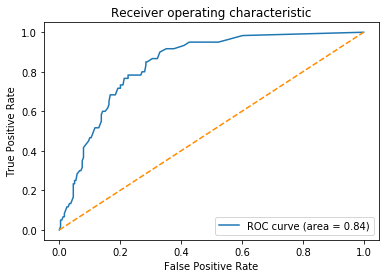 Receiver operating characteristic
True Positive Rate
1.0
0.8
0.6
0.4
0.2
0.0
ROC curve (area = 0.84)
0.0 0.2 0.4 0.6 0.8 1.0
False Positive Rate